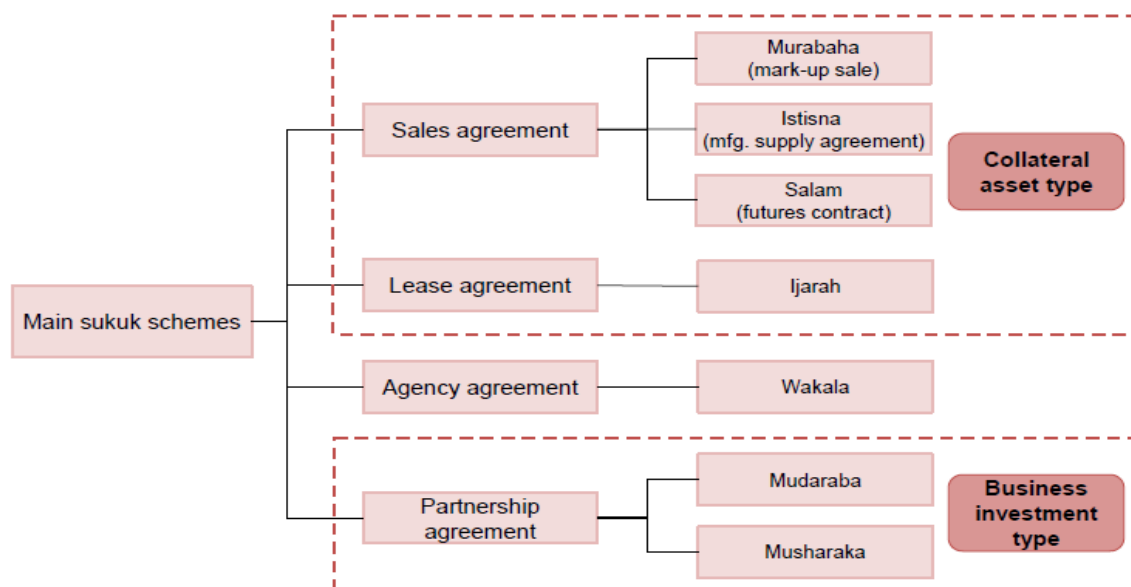 Murabaha
(mark-up sale)
Sales agreement
Istisna
(mfg. supply agreement)
Collateral
asset type
Salam
(futures contract)
Lease agreement
Ijarah
Main sukuk schemes
Agency agreement
Wakala
Partnership
agreement
Mudaraba
Business
investment
type
Musharaka